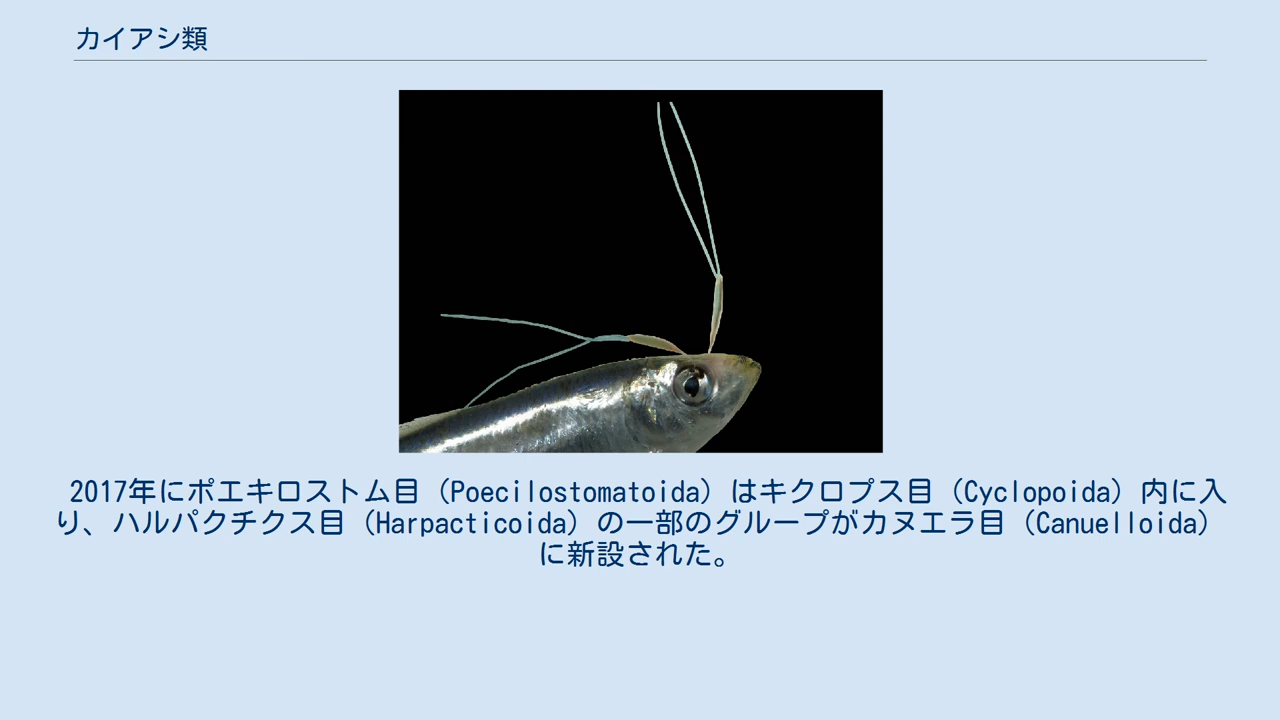 カイアシ類
2017年にポエキロストム目（Poecilostomatoida）はキクロプス目（Cyclopoida）内に入
り、ハルパクチクス目（Harpacticoida）の一部のグループがカヌエラ目（Canuelloida）
に新設された。